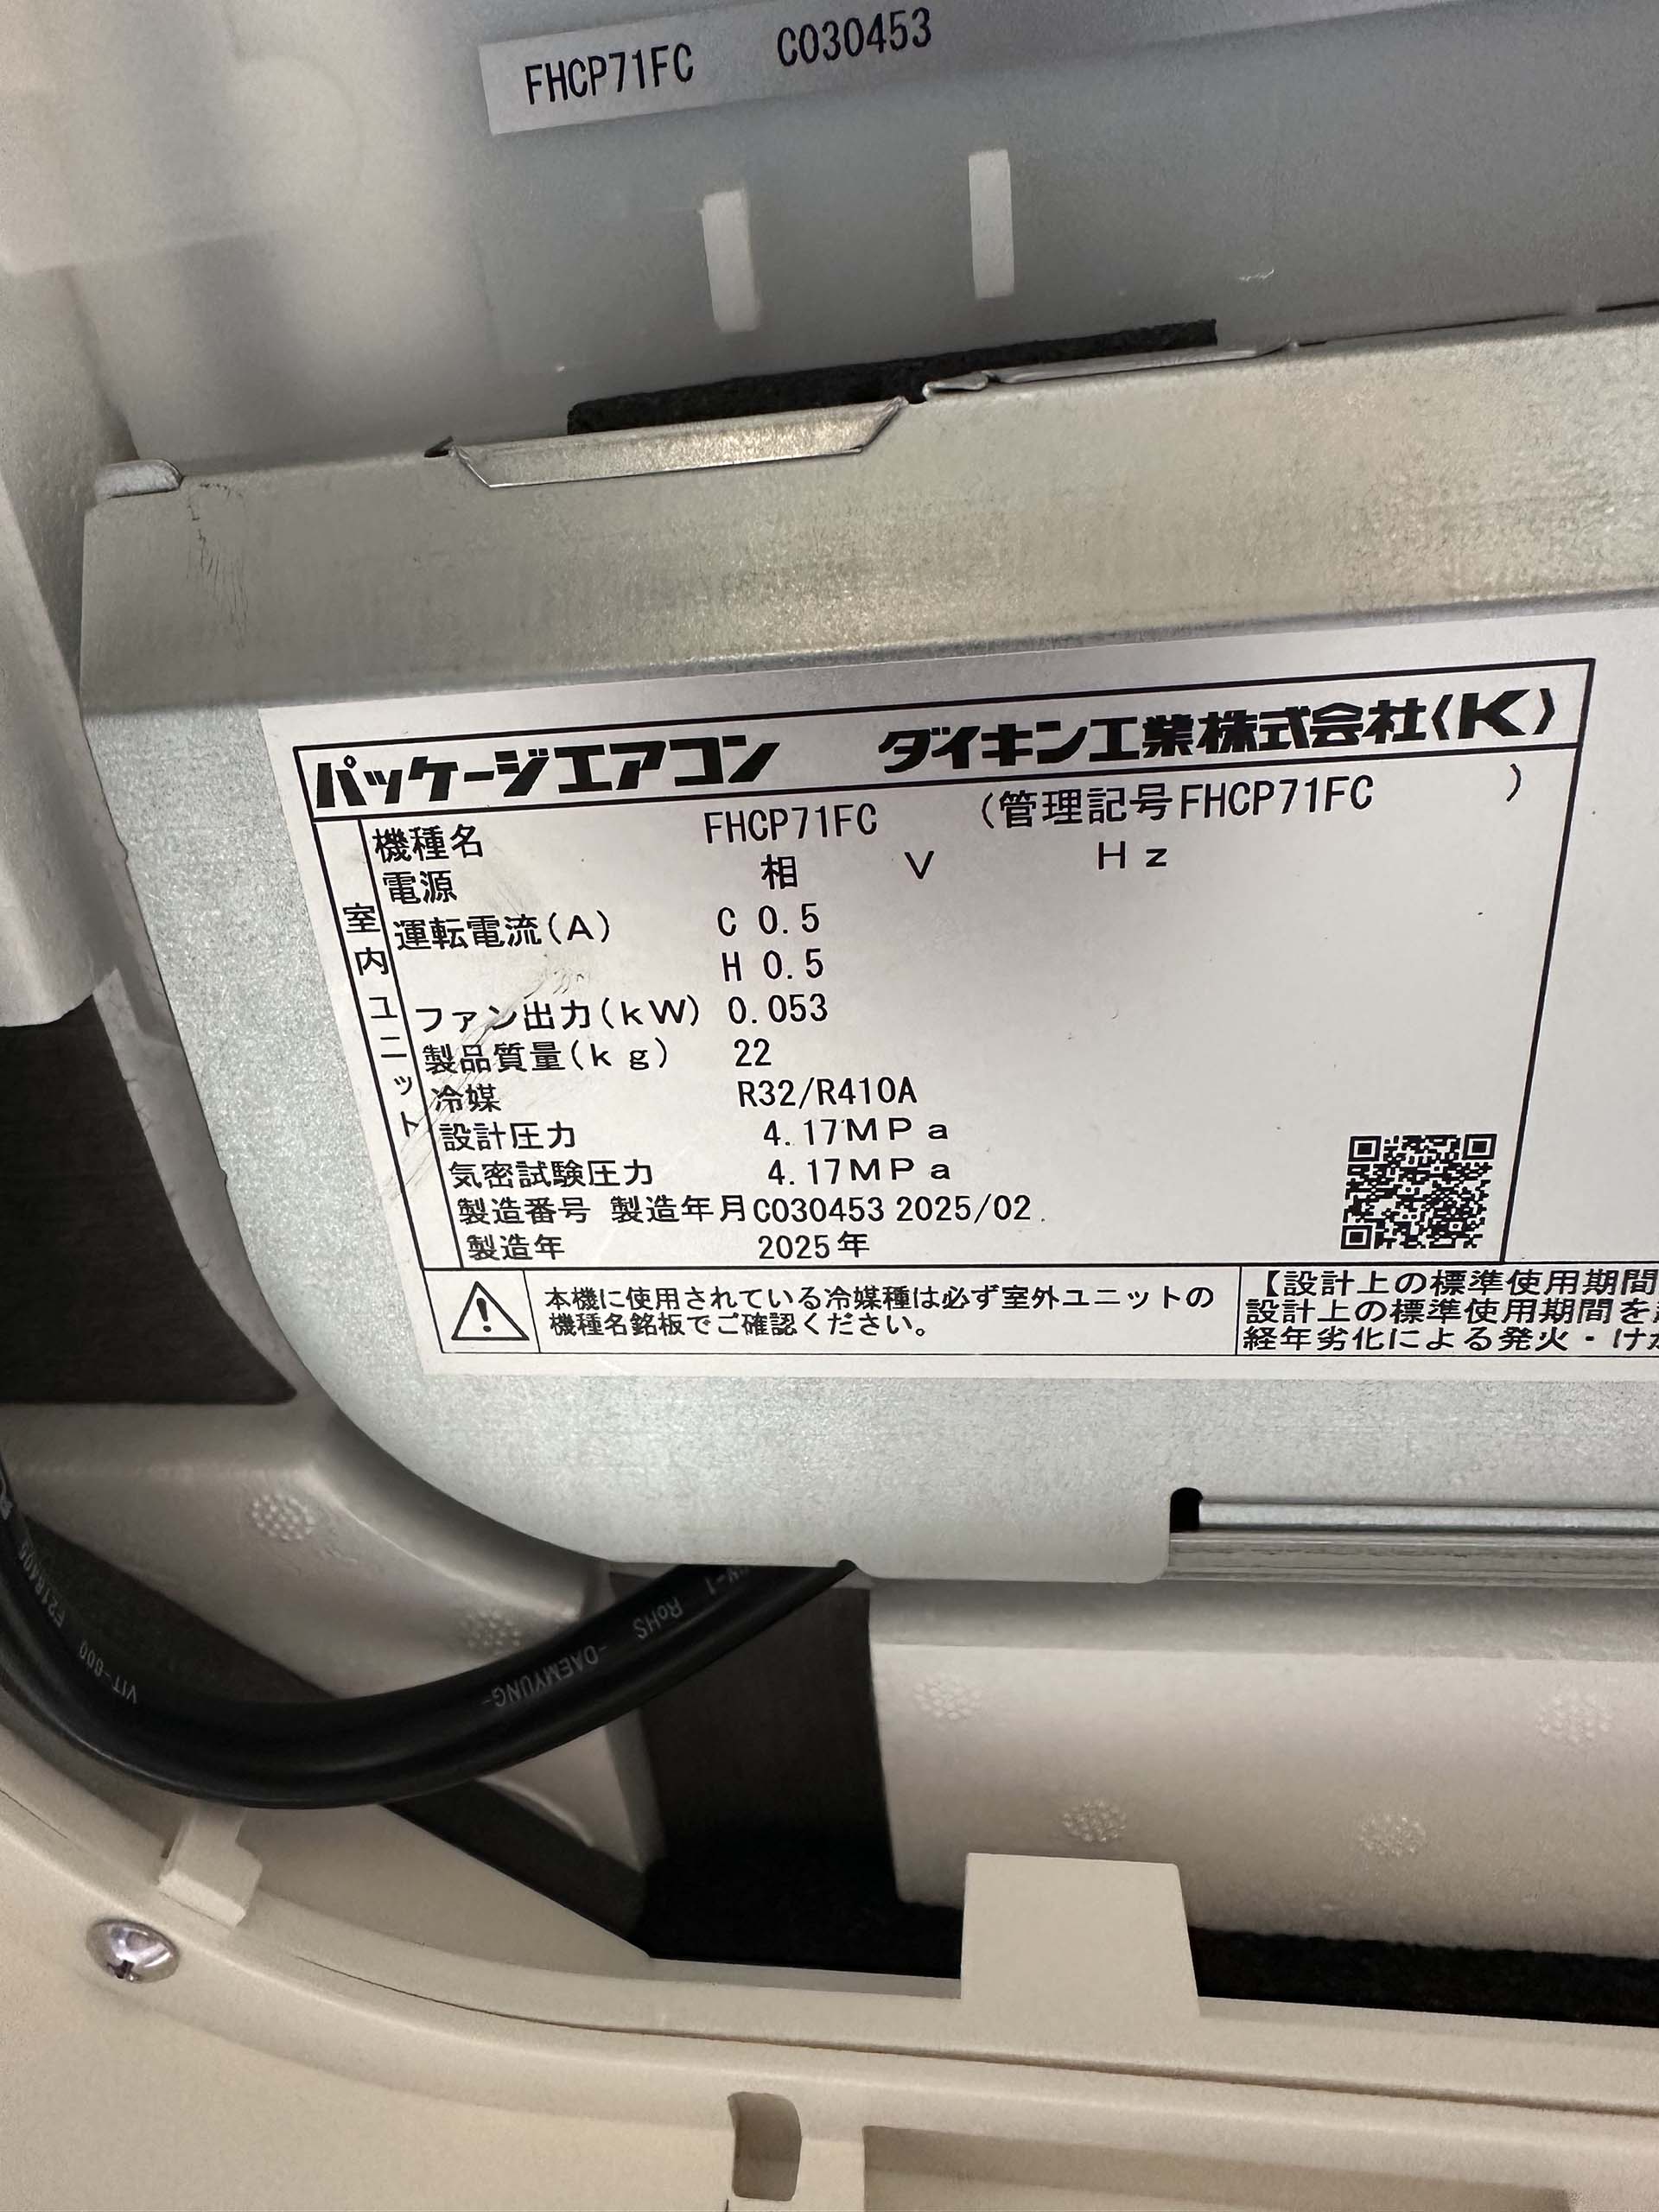 FHCP71FC C030453
パッケージエアコン ダイキン工業株式会社〈K〉
室内ユニット
機種名 FHCP71FC (管理記号FHCP71FC )
電源 相 V Hz
運転電流(A) C 0.5
H 0.5
ファン出力(kW) 0.053
製品質量(kg) 22
冷媒 R32/R410A
設計圧力 4.17MPa
気密試験圧力 4.17MPa
製造番号 製造年月 C030453 2025/02.
製造年 2025年
本機に使用されている冷媒種は必ず室外ユニットの
機種名銘板でご確認ください。
【設計上の標準使用期間
設計上の標準使用期間を
経年劣化による発火・けが
RoHS -DAEMYUNG-
VIT-600